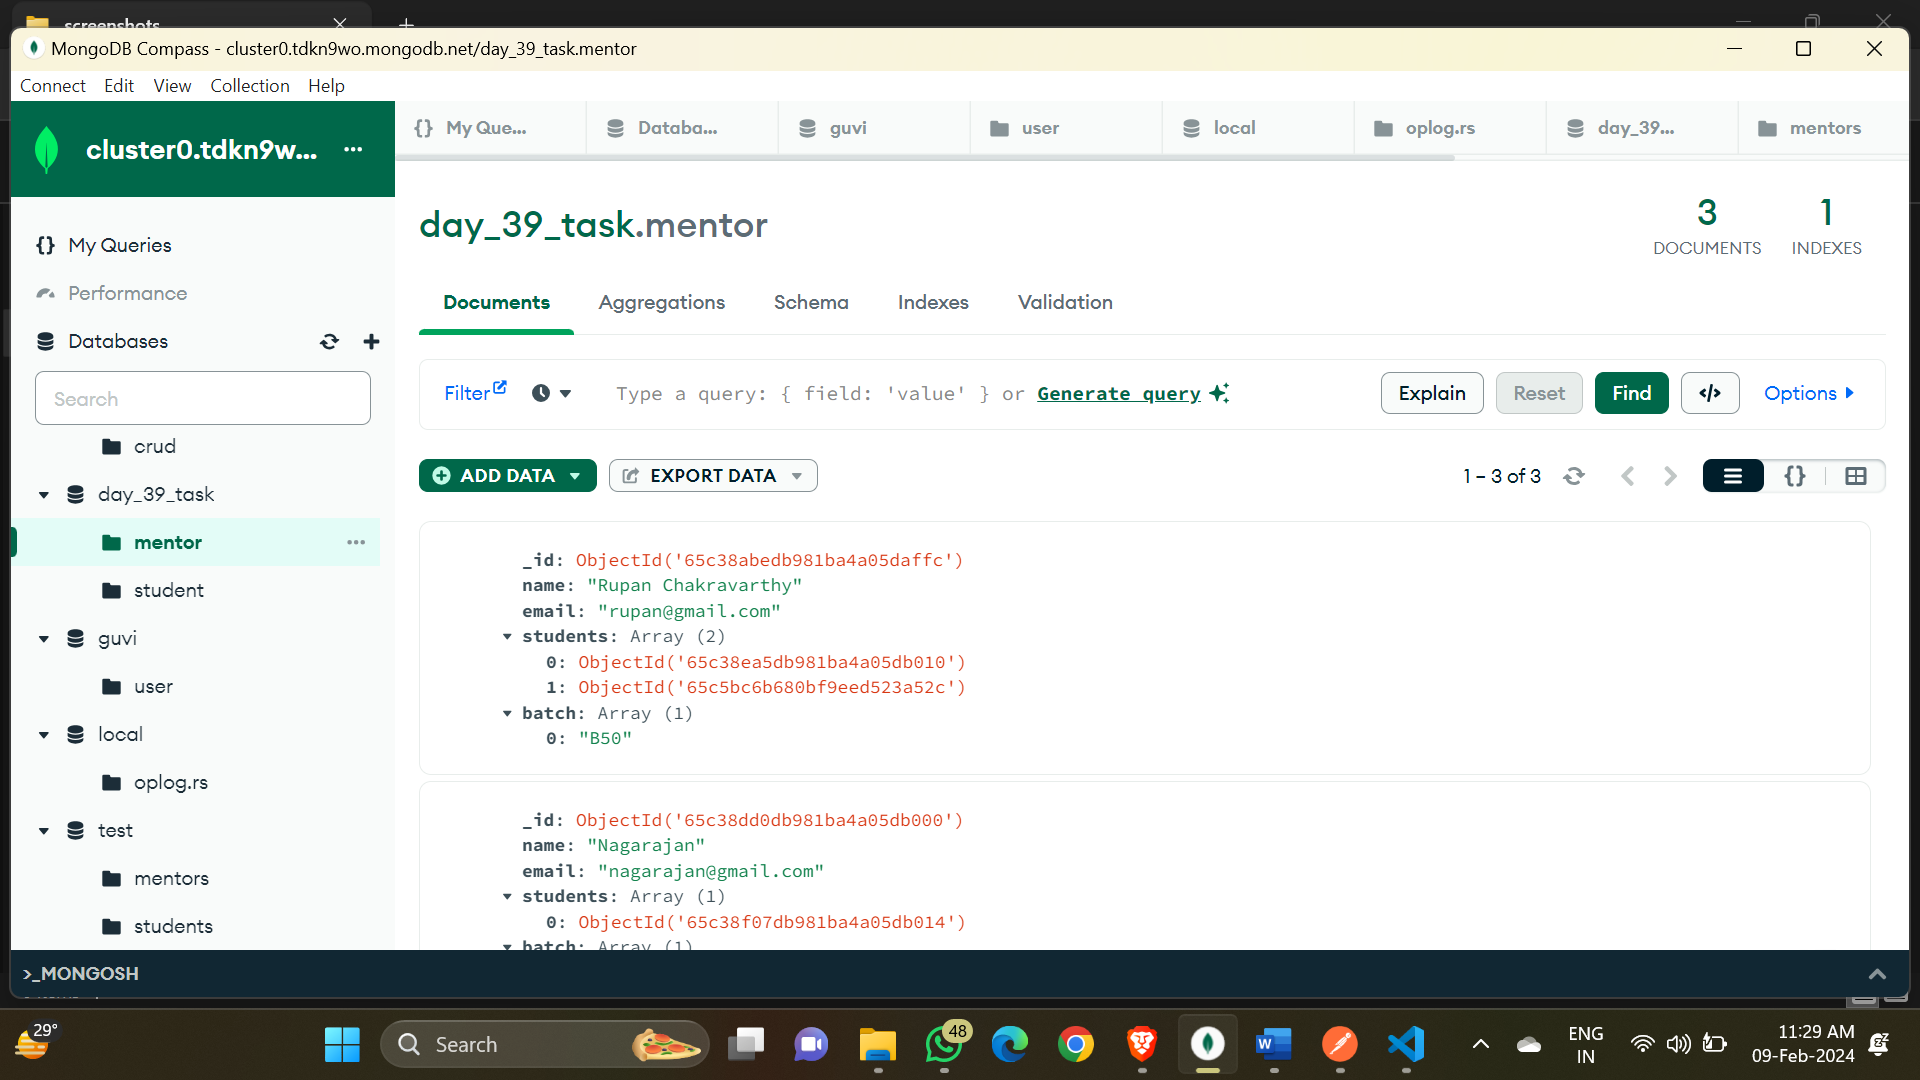 screenshots
MongoDB Compass - cluster0.tdkn9wo.mongodb.net/day_39_task.mentor
Connect Edit View Collection Help
cluster0.tdkn9w...
My Que... Databa... guvi user local oplog.rs day_39... mentors
My Queries
Performance
Databases
Search
crud
day_39_task
mentor
student
guvi
user
local
oplog.rs
test
mentors
students
day_39_task.mentor
3
DOCUMENTS
1
INDEXES
Documents Aggregations Schema Indexes Validation
Filter Type a query: { field: 'value' } or Generate query Explain Reset Find </> Options
ADD DATA EXPORT DATA 1 – 3 of 3 {}
_id: ObjectId('65c38abedb981ba4a05daffc')
name: "Rupan Chakravarthy"
email: "rupan@gmail.com"
students: Array (2)
0: ObjectId('65c38ea5db981ba4a05db010')
1: ObjectId('65c5bc6b680bf9eed523a52c')
batch: Array (1)
0: "B50"
_id: ObjectId('65c38dd0db981ba4a05db000')
name: "Nagarajan"
email: "nagarajan@gmail.com"
students: Array (1)
0: ObjectId('65c38f07db981ba4a05db014')
batch: Array (1)
>_MONGOSH
29°
Search
48
W
ENG
IN
11:29 AM
09-Feb-2024